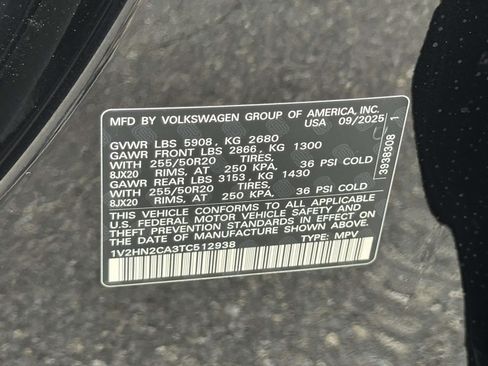 MFD BY VOLKSWAGEN GROUP OF AMERICA, INC.
USA 09/2025
GVWR LBS 5908, KG 2680
GAWR FRONT LBS 2866, KG 1300
WITH 255/50R20 TIRES,
8JX20 RIMS, AT 250 KPA. 36 PSI COLD
GAWR REAR LBS 3153, KG 1430
WITH 255/50R20 TIRES,
8JX20 RIMS, AT 250 KPA. 36 PSI COLD
THIS VEHICLE CONFORMS TO ALL APPLICABLE
U.S. FEDERAL MOTOR VEHICLE SAFETY AND
THEFT PREVENTION STANDARDS IN EFFECT ON
THE DATE OF MANUFACTURE SHOWN ABOVE.
1V2HN2CA3TC512938 TYPE: MPV
3938308 1